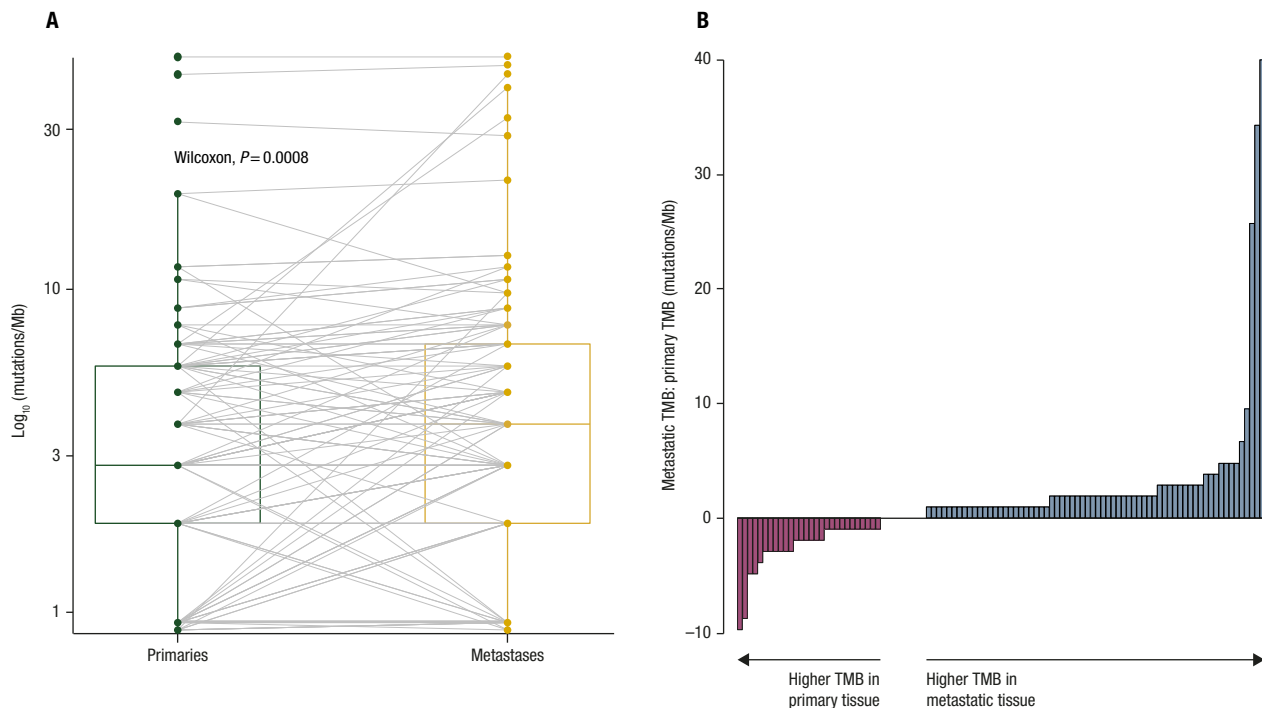 A
Log10 (mutations/Mb)
30
10
3
1
Wilcoxon, P=0.0008
Primaries
Metastases
B
Metastatic TMB: primary TMB (mutations/Mb)
40
30
20
10
0
–10
Higher TMB in
primary tissue
Higher TMB in
metastatic tissue